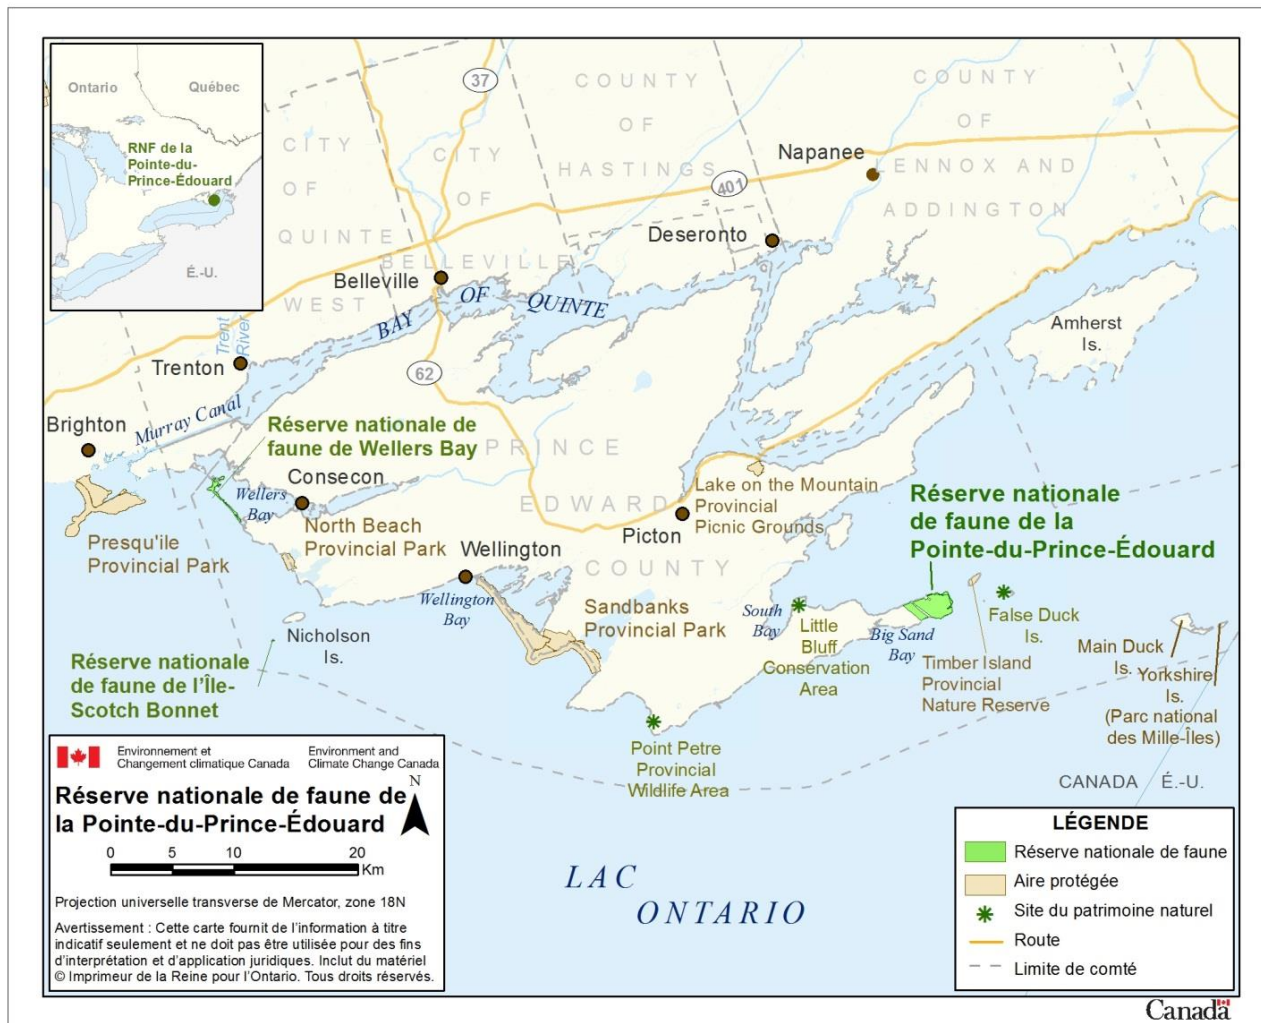 Ontario
Québec
RNF de la
Pointe-du-
Prince-Édouard
É.-U.
37
COUNTY
OF
HASTINGS
COUNTY
OF
LENNOX AND
ADDINGTON
CITY
OF
QUINTE
WEST
CITY
OF
BELLEVILLE
401
Napanee
Deseronto
Belleville
BAY OF QUINTE
Trent
River
Trenton
62
Amherst
Is.
Brighton
Murray Canal
Réserve nationale de
faune de Wellers Bay
PRINCE
EDWARD
COUNTY
Consecon
Wellers
Bay
North Beach
Provincial Park
Presqu'ile
Provincial Park
Lake on the Mountain
Provincial
Picnic Grounds
Picton
Réserve nationale
de faune de la
Pointe-du-Prince-Édouard
Wellington
Wellington
Bay
Sandbanks
Provincial Park
South
Bay
Little
Bluff
Conservation
Area
Big Sand
Bay
False Duck
Is.
Timber Island
Provincial
Nature Reserve
Main Duck
Is.
Yorkshire
Is.
(Parc national
des Mille-Îles)
Nicholson
Is.
Réserve nationale
de faune de l’Île-
Scotch Bonnet
Point Petre
Provincial
Wildlife Area
CANADA É.-U.
LAC
ONTARIO
Environnement et
Changement climatique Canada
Environment and
Climate Change Canada
N
Réserve nationale de faune de
la Pointe-du-Prince-Édouard
0 5 10 20
Km
Projection universelle transverse de Mercator, zone 18N
Avertissement : Cette carte fournit de l’information à titre
indicatif seulement et ne doit pas être utilisée pour des fins
d’interprétation et d’application juridiques. Inclut du matériel
© Imprimeur de la Reine pour l’Ontario. Tous droits réservés.
LÉGENDE
Réserve nationale de faune
Aire protégée
Site du patrimoine naturel
Route
Limite de comté
Canada